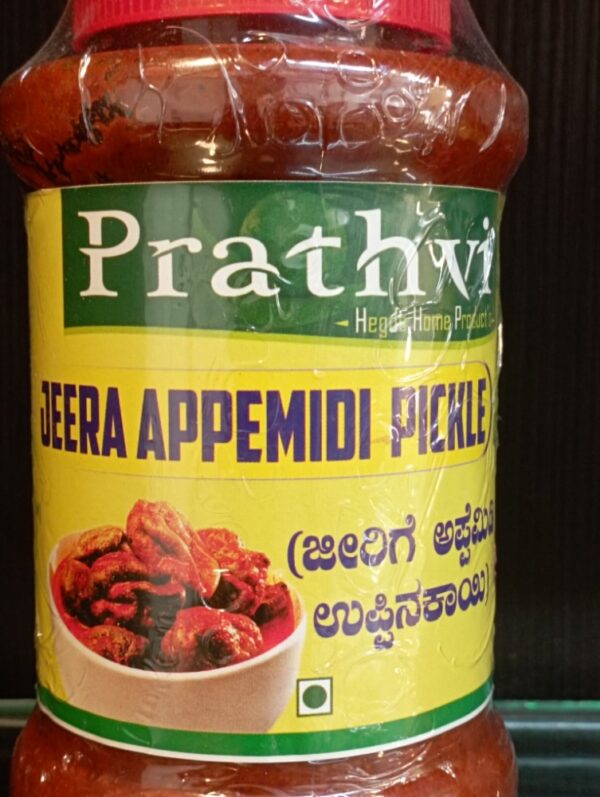 Prathvi
Hegde Home Product's
JEERA APPEMIDI PICKLE
(ಜೀರಿಗೆ ಅಪ್ಪೆಮಿಡಿ
ಉಪ್ಪಿನಕಾಯಿ)